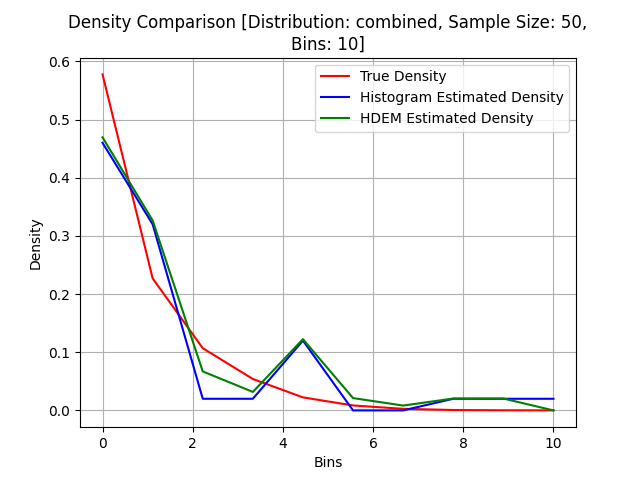 Density Comparison [Distribution: combined, Sample Size: 50,
Bins: 10]
True Density
Histogram Estimated Density
HDEM Estimated Density
Density
0.6
0.5
0.4
0.3
0.2
0.1
0.0
0 2 4 6 8 10
Bins